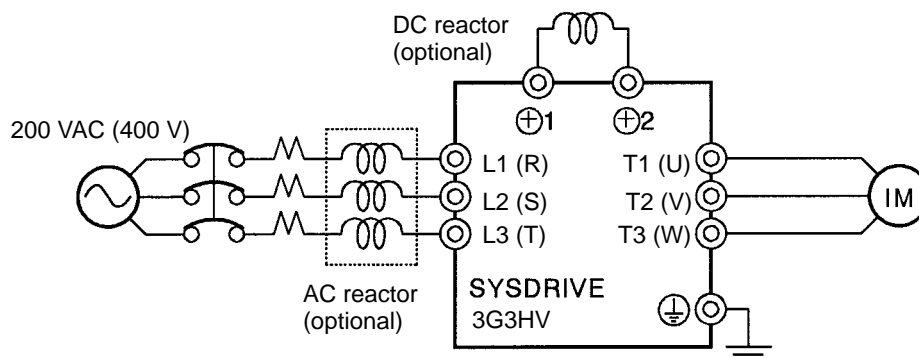 DC reactor
(optional)
⊕1
⊕2
200 VAC (400 V)
L1 (R)
T1 (U)
L2 (S)
T2 (V)
IM
L3 (T)
T3 (W)
AC reactor
(optional)
SYSDRIVE
3G3HV